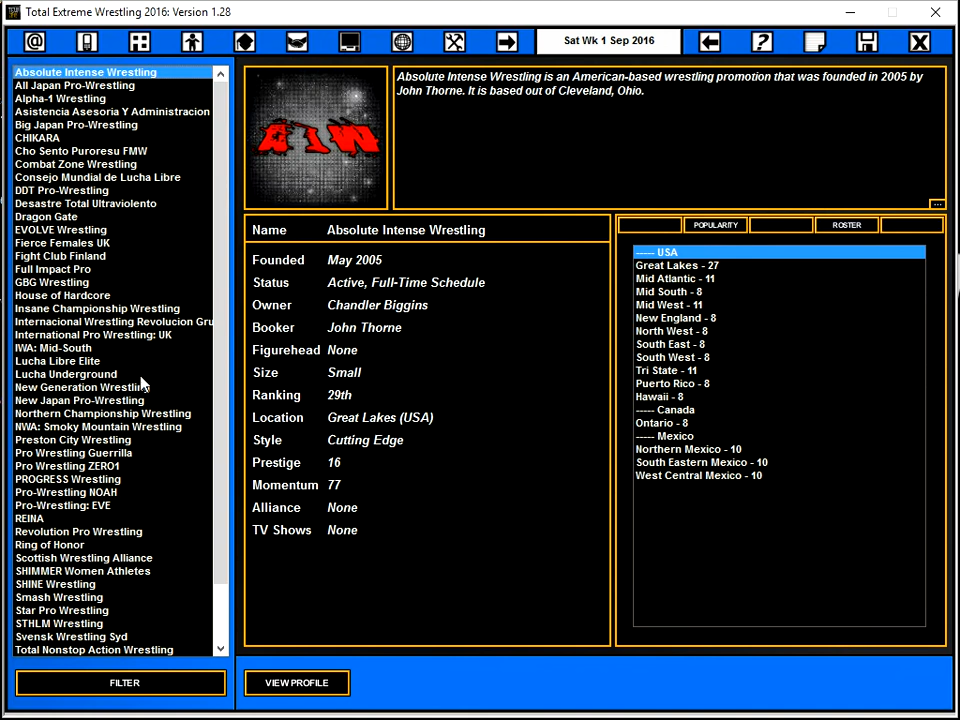 Total Extreme Wrestling 2016: Version 1.28
@
Sat Wk 1 Sep 2016
?
Absolute Intense Wrestling
All Japan Pro-Wrestling
Alpha-1 Wrestling
Asistencia Asesoria Y Administracion
Big Japan Pro-Wrestling
CHIKARA
Cho Sento Puroresu FMW
Combat Zone Wrestling
Consejo Mundial de Lucha Libre
DDT Pro-Wrestling
Desastre Total Ultraviolento
Dragon Gate
EVOLVE Wrestling
Fierce Females UK
Fight Club Finland
Full Impact Pro
GBG Wrestling
House of Hardcore
Insane Championship Wrestling
Internacional Wrestling Revolucion Gru
International Pro Wrestling: UK
IWA: Mid-South
Lucha Libre Elite
Lucha Underground
New Generation Wrestling
New Japan Pro-Wrestling
Northern Championship Wrestling
NWA: Smoky Mountain Wrestling
Preston City Wrestling
Pro Wrestling Guerrilla
Pro Wrestling ZERO1
PROGRESS Wrestling
Pro-Wrestling NOAH
Pro-Wrestling: EVE
REINA
Revolution Pro Wrestling
Ring of Honor
Scottish Wrestling Alliance
SHIMMER Women Athletes
SHINE Wrestling
Smash Wrestling
Star Pro Wrestling
STHLM Wrestling
Svensk Wrestling Syd
Total Nonstop Action Wrestling
FILTER
AIW
Absolute Intense Wrestling is an American-based wrestling promotion that was founded in 2005 by
John Thorne. It is based out of Cleveland, Ohio.
...
Name Absolute Intense Wrestling
Founded May 2005
Status Active, Full-Time Schedule
Owner Chandler Biggins
Booker John Thorne
Figurehead None
Size Small
Ranking 29th
Location Great Lakes (USA)
Style Cutting Edge
Prestige 16
Momentum 77
Alliance None
TV Shows None
VIEW PROFILE
POPULARITY ROSTER
----- USA
Great Lakes - 27
Mid Atlantic - 11
Mid South - 8
Mid West - 11
New England - 8
North West - 8
South East - 8
South West - 8
Tri State - 11
Puerto Rico - 8
Hawaii - 8
----- Canada
Ontario - 8
----- Mexico
Northern Mexico - 10
South Eastern Mexico - 10
West Central Mexico - 10